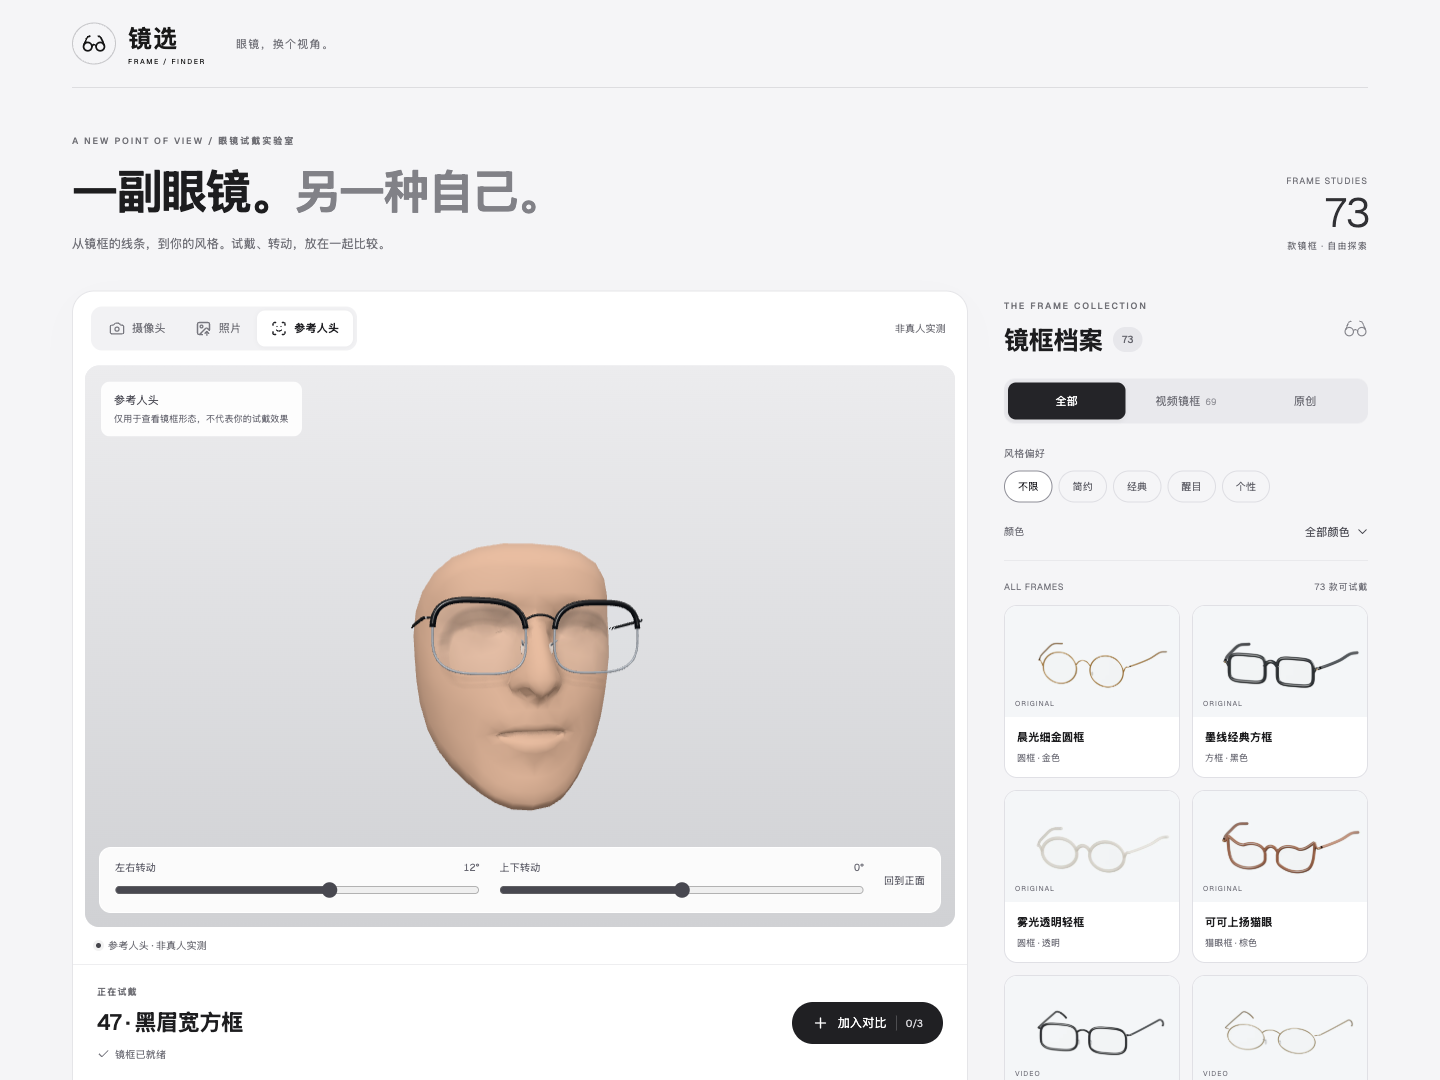 镜选
FRAME / FINDER
眼镜，换个视角。
A NEW POINT OF VIEW / 眼镜试戴实验室
一副眼镜。另一种自己。
从镜框的线条，到你的风格。试戴、转动，放在一起比较。
FRAME STUDIES
73
款镜框 · 自由探索
摄像头
照片
参考人头
非真人实测
参考人头
仅用于查看镜框形态，不代表你的试戴效果
左右转动 12°
上下转动 0°
回到正面
参考人头 · 非真人实测
正在试戴
47 · 黑眉宽方框
镜框已就绪
加入对比 0/3
THE FRAME COLLECTION
镜框档案 73
全部
视频镜框 69
原创
风格偏好
不限
简约
经典
醒目
个性
颜色
全部颜色
ALL FRAMES
73 款可试戴
ORIGINAL
晨光细金圆框
圆框 · 金色
ORIGINAL
墨线经典方框
方框 · 黑色
ORIGINAL
雾光透明轻框
圆框 · 透明
ORIGINAL
可可上扬猫眼
猫眼框 · 棕色
VIDEO
VIDEO